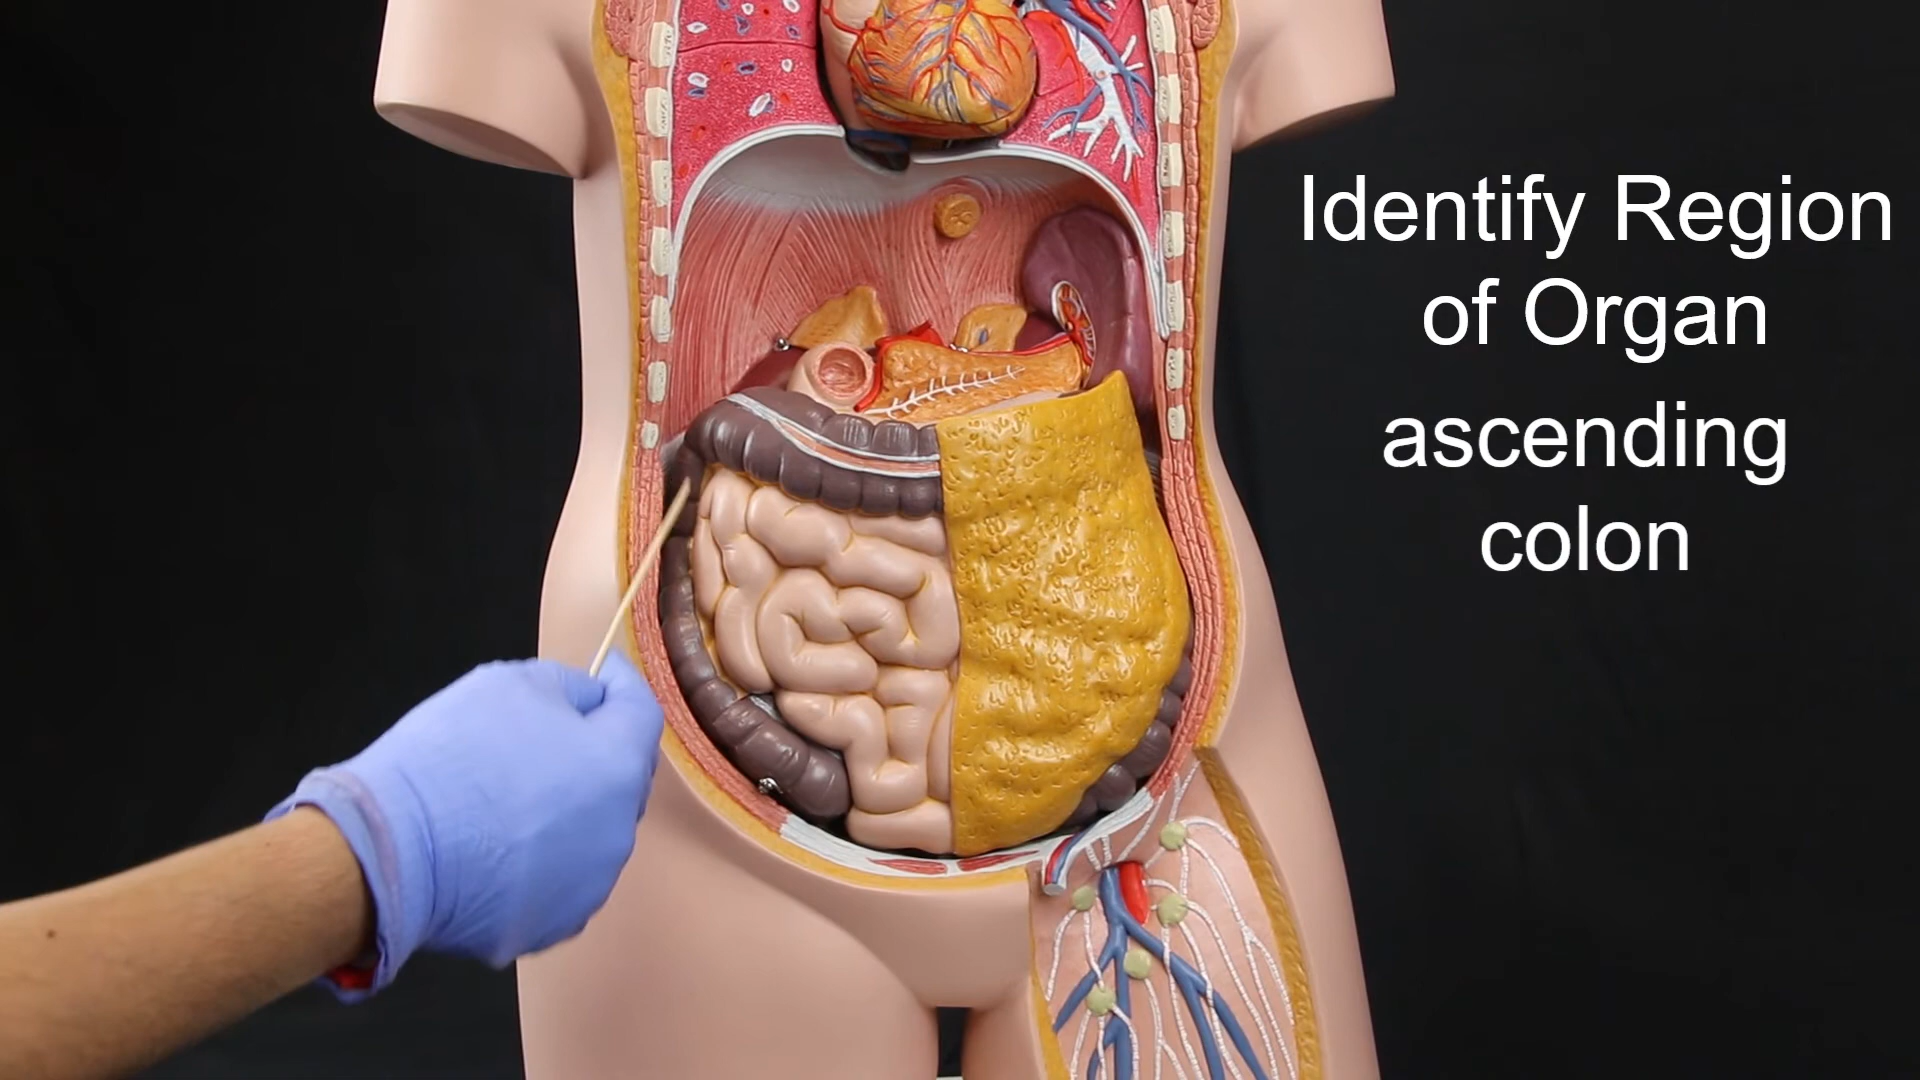 Identify Region
of Organ
ascending
colon